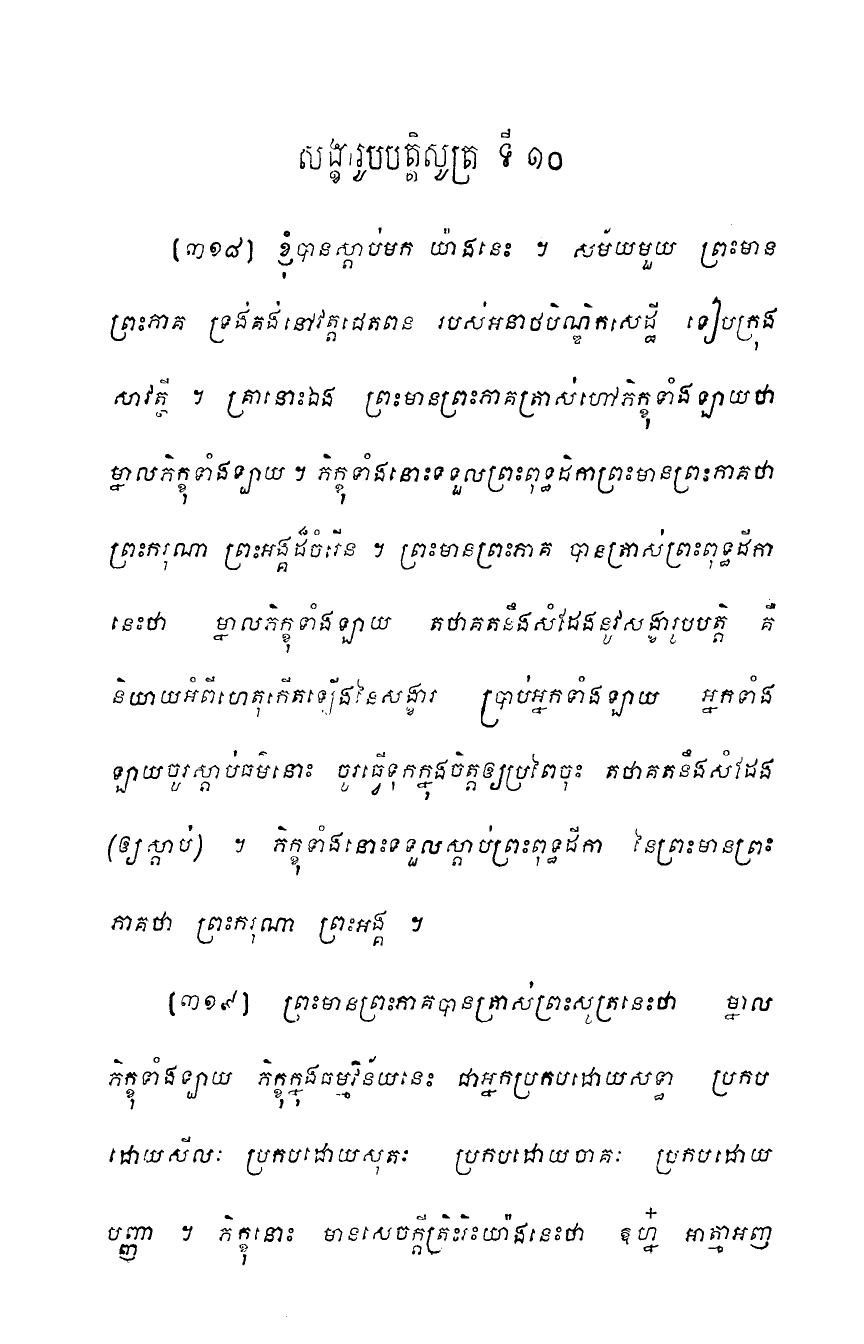 សង្ខារូបបត្តិសូត្រ ទី ១០
[៣១៨] ខ្ញុំបានស្តាប់មក យ៉ាងនេះ ។ សម័យមួយ ព្រះមាន
ព្រះភាគ ទ្រង់គង់នៅវត្តជេតពន របស់អនាថបិណ្ឌិកសេដ្ឋី ទៀបក្រុង
សាវត្ថី ។ គ្រានោះឯង ព្រះមានព្រះភាគត្រាស់ហៅភិក្ខុទាំងឡាយថា
ម្នាលភិក្ខុទាំងឡាយ ។ ភិក្ខុទាំងនោះទទួលព្រះពុទ្ធដិកាព្រះមានព្រះភាគថា
ព្រះករុណា ព្រះអង្គដ៏ចំរើន ។ ព្រះមានព្រះភាគ បានត្រាស់ព្រះពុទ្ធដីកា
នេះថា ម្នាលភិក្ខុទាំងឡាយ តថាគតនឹងសំដែងនូវសង្ខារូបបត្តិ គឺ
និយាយអំពីហេតុកើតឡើងនៃសង្ខារ ប្រាប់អ្នកទាំងឡាយ អ្នកទាំង
ឡាយចូរស្តាប់ធម៌នោះ ចូរធ្វើទុកក្នុងចិត្តឲ្យប្រពៃចុះ តថាគតនឹងសំដែង
(ឲ្យស្តាប់) ។ ភិក្ខុទាំងនោះទទួលស្តាប់ព្រះពុទ្ធដីកា នៃព្រះមានព្រះ
ភាគថា ព្រះករុណា ព្រះអង្គ ។
[៣១៩] ព្រះមានព្រះភាគបានត្រាស់ព្រះសូត្រនេះថា ម្នាល
ភិក្ខុទាំងឡាយ ភិក្ខុក្នុងធម្មវិន័យនេះ ជាអ្នកប្រកបដោយសទ្ធា ប្រកប
ដោយសីលៈ ប្រកបដោយសុតៈ ប្រកបដោយចាគៈ ប្រកបដោយ
បញ្ញា ។ ភិក្ខុនោះ មានសេចក្តីត្រិះរិះយ៉ាងនេះថា ឱហ្ន៎ អាត្មាអញ